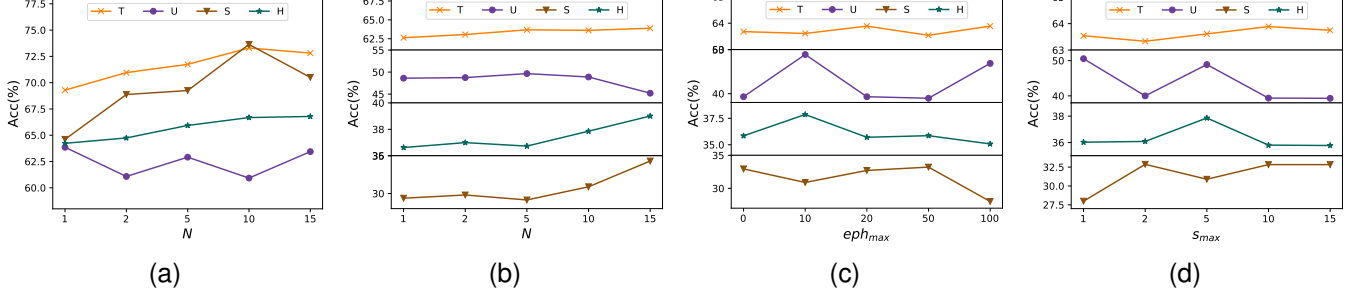 T U S H
77.5
75.0
72.5
70.0
67.5
65.0
62.5
60.0
Acc(%)
1 2 5 10 15
N
(a)
T U S H
67.5
65.0
62.5
55
50
45
40
38
36
30
Acc(%)
1 2 5 10 15
N
(b)
T U S H
64
40
37.5
35.0
35
30
Acc(%)
0 10 20 50 100
eph_max
(c)
T U S H
64
63
50
40
38
36
32.5
30.0
27.5
Acc(%)
1 2 5 10 15
s_max
(d)